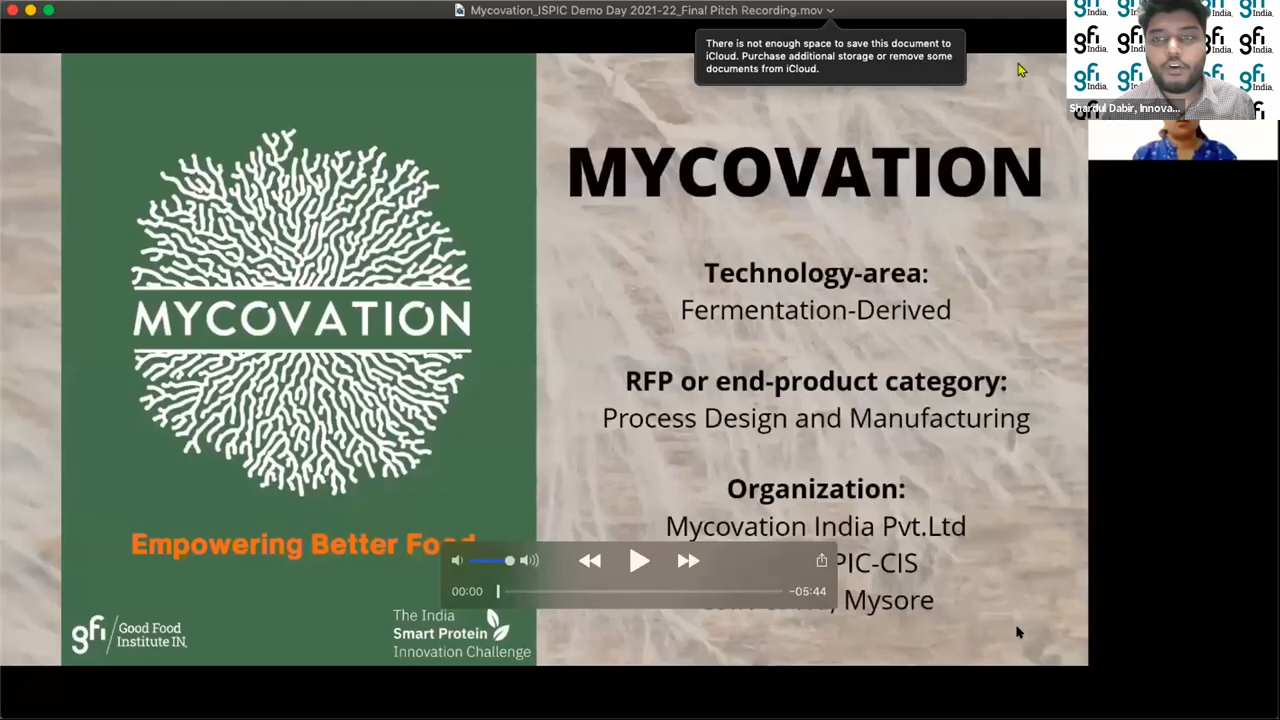 Mycovation_ISPIC Demo Day 2021-22_Final Pitch Recording.mov
There is not enough space to save this document to
iCloud. Purchase additional storage or remove some
documents from iCloud.
gfi
India.
Shardul Dabir, Innova...
MYCOVATION
Empowering Better Food
gfi
Good Food
Institute IN.
The India
Smart Protein
Innovation Challenge
MYCOVATION
Technology-area:
Fermentation-Derived
RFP or end-product category:
Process Design and Manufacturing
Organization:
Mycovation India Pvt.Ltd
PIC-CIS
Mysore
00:00
-05:44